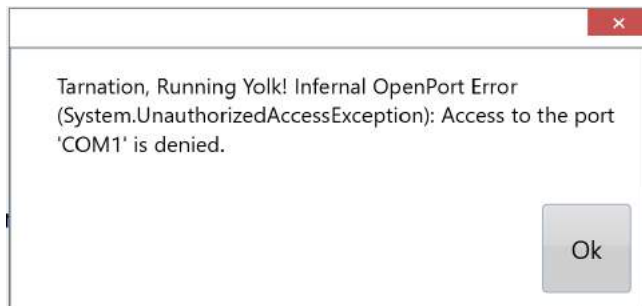 Tarnation, Running Yolk! Infernal OpenPort Error
(System.UnauthorizedAccessException): Access to the port
'COM1' is denied.
Ok